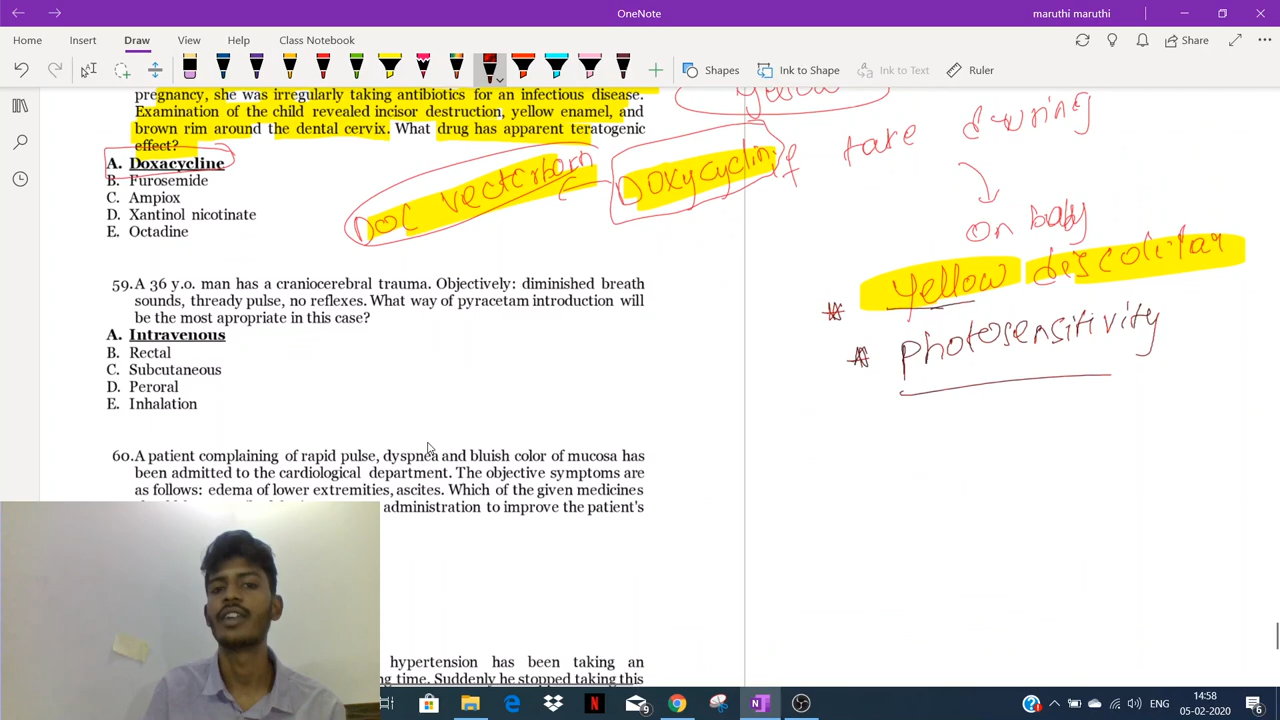 OneNote
maruthi maruthi
Home Insert Draw View Help Class Notebook
Share
Shapes Ink to Shape Ink to Text Ruler
pregnancy, she was irregularly taking antibiotics for an infectious disease.
Examination of the child revealed incisor destruction, yellow enamel, and
brown rim around the dental cervix. What drug has apparent teratogenic
effect?
A. Doxacycline
B. Furosemide
C. Ampiox
D. Xantinol nicotinate
E. Octadine
DOC vecterborn
Doxycyclin
yellow
if take during
on baby
yellow
photosensitivity
59. A 36 y.o. man has a craniocerebral trauma. Objectively: diminished breath
sounds, thready pulse, no reflexes. What way of pyracetam introduction will
be the most apropriate in this case?
A. Intravenous
B. Rectal
C. Subcutaneous
D. Peroral
E. Inhalation
60. A patient complaining of rapid pulse, dyspnea and bluish color of mucosa has
been admitted to the cardiological department. The objective symptoms are
as follows: edema of lower extremities, ascites. Which of the given medicines
administration to improve the patient's
hypertension has been taking an
time. Suddenly he stopped taking this
14:58
05-02-2020